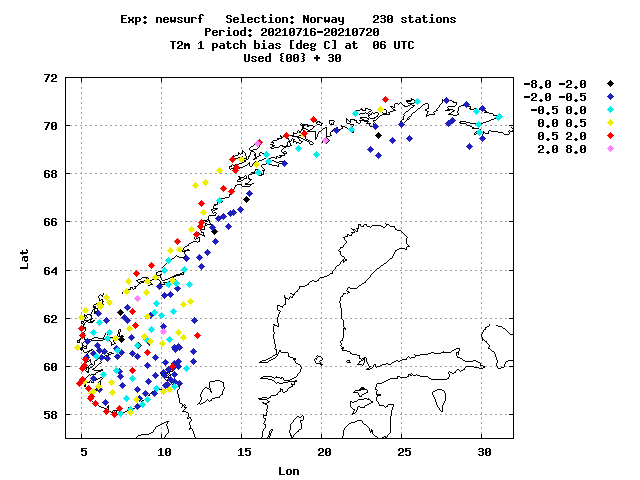 Exp: newsurf Selection: Norway 230 stations
Period: 20210716-20210720
T2m 1 patch bias [deg C] at 06 UTC
Used {00} + 30
-8.0 -2.0
-2.0 -0.5
-0.5 0.0
0.0 0.5
0.5 2.0
2.0 8.0
72
70
68
66
64
62
60
58
Lat
5 10 15 20 25 30
Lon